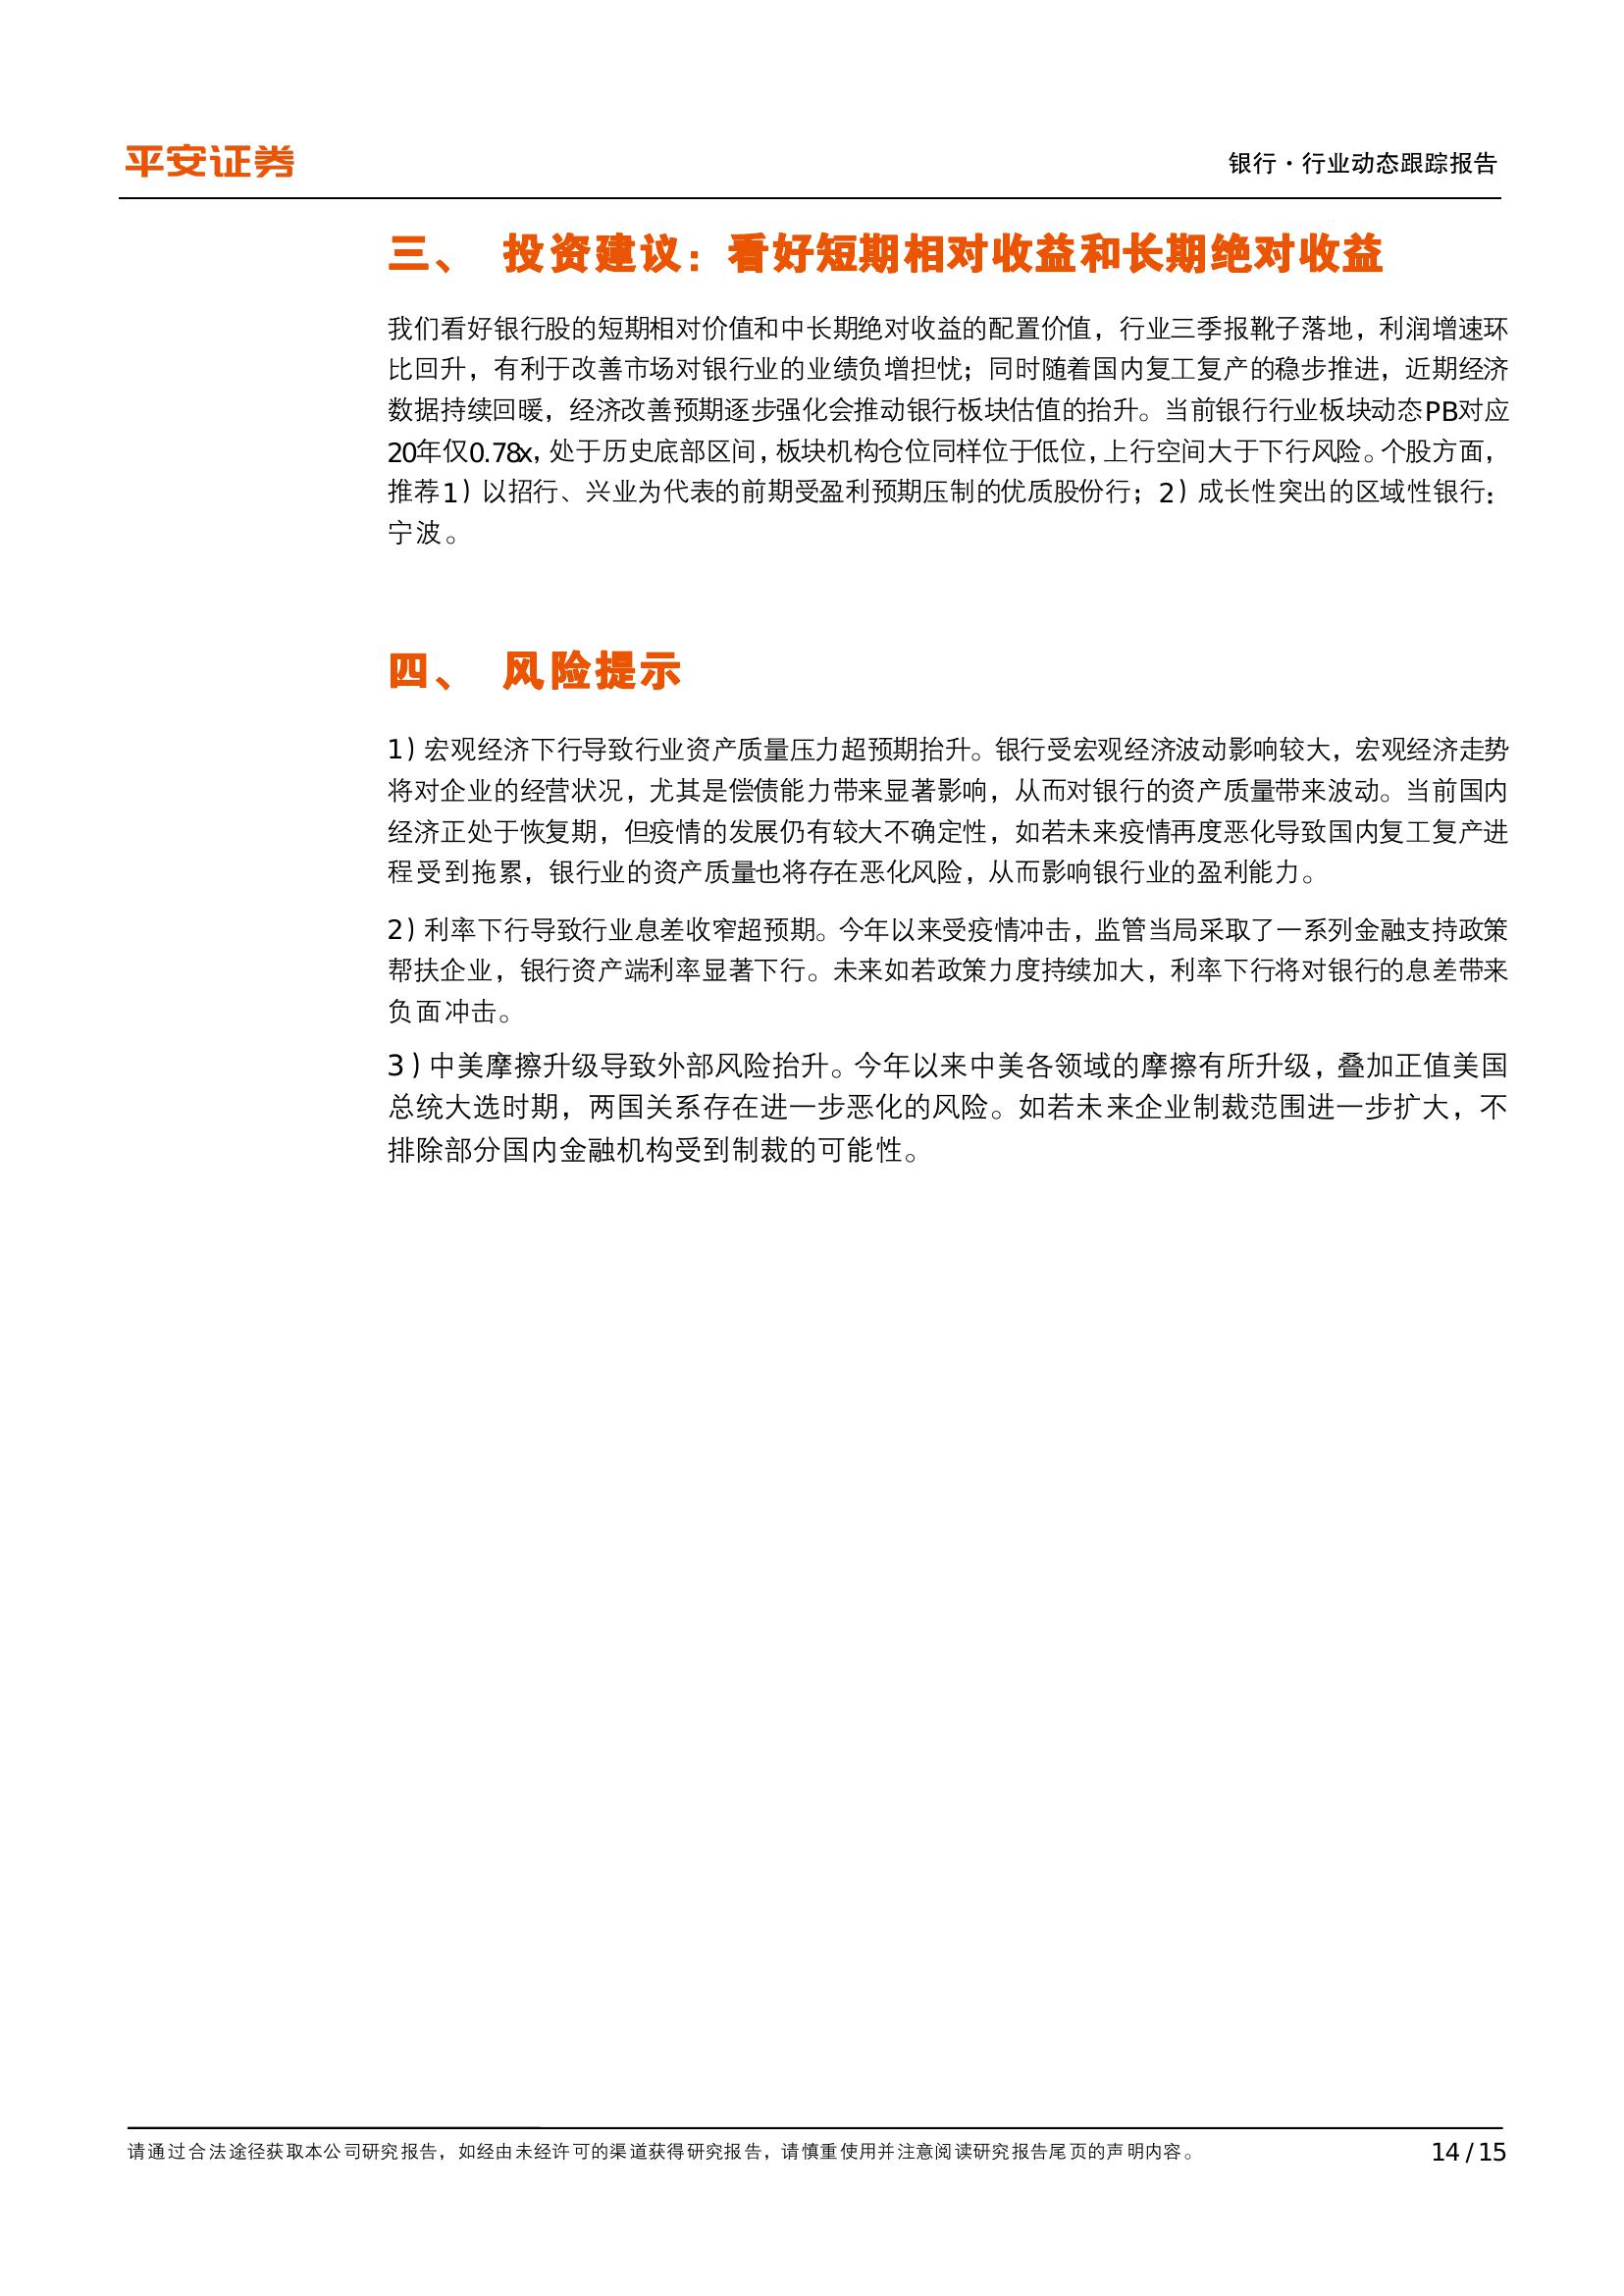 平安证券
银行·行业动态跟踪报告
三、 投资建议：看好短期相对收益和长期绝对收益
我们看好银行股的短期相对价值和中长期绝对收益的配置价值，行业三季报靴子落地，利润增速环
比回升，有利于改善市场对银行业的业绩负增担忧；同时随着国内复工复产的稳步推进，近期经济
数据持续回暖，经济改善预期逐步强化会推动银行板块估值的抬升。当前银行行业板块动态PB对应
20年仅0.78x，处于历史底部区间，板块机构仓位同样位于低位，上行空间大于下行风险。个股方面，
推荐1）以招行、兴业为代表的前期受盈利预期压制的优质股份行；2）成长性突出的区域性银行：
宁波。
四、 风险提示
1）宏观经济下行导致行业资产质量压力超预期抬升。银行受宏观经济波动影响较大，宏观经济走势
将对企业的经营状况，尤其是偿债能力带来显著影响，从而对银行的资产质量带来波动。当前国内
经济正处于恢复期，但疫情的发展仍有较大不确定性，如若未来疫情再度恶化导致国内复工复产进
程受到拖累，银行业的资产质量也将存在恶化风险，从而影响银行业的盈利能力。
2）利率下行导致行业息差收窄超预期。今年以来受疫情冲击，监管当局采取了一系列金融支持政策
帮扶企业，银行资产端利率显著下行。未来如若政策力度持续加大，利率下行将对银行的息差带来
负面冲击。
3）中美摩擦升级导致外部风险抬升。今年以来中美各领域的摩擦有所升级，叠加正值美国
总统大选时期，两国关系存在进一步恶化的风险。如若未来企业制裁范围进一步扩大，不
排除部分国内金融机构受到制裁的可能性。
请通过合法途径获取本公司研究报告，如经由未经许可的渠道获得研究报告，请慎重使用并注意阅读研究报告尾页的声明内容。
14 / 15